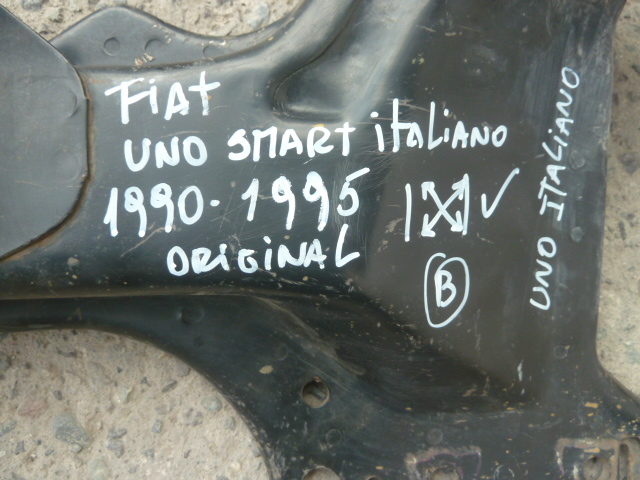 FiAT
UNO SMART iTALiANO
1990-1995
ORIGINAL
B
UNO ITALIANO